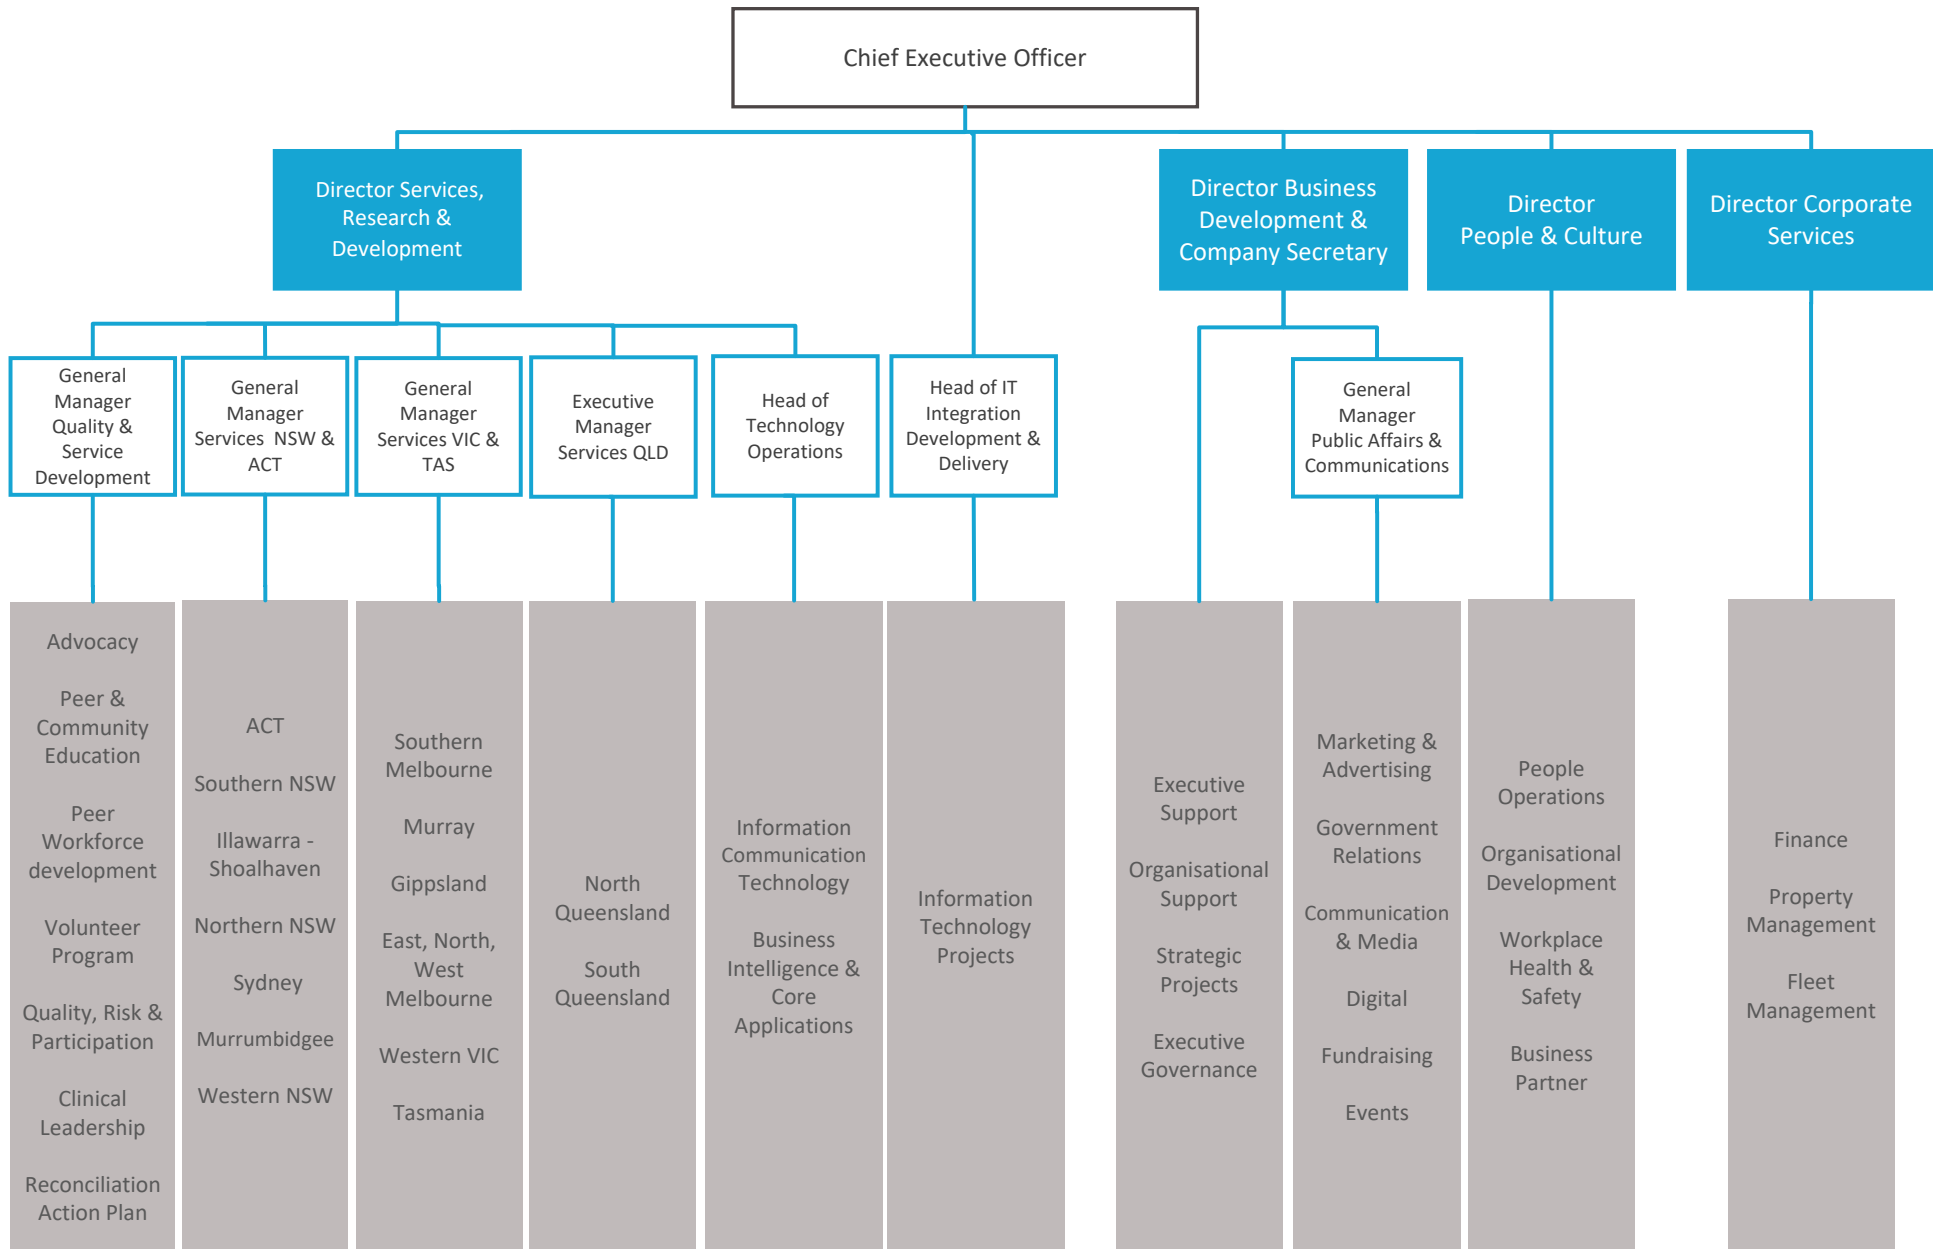 Chief Executive Officer
Director Services,
Research &
Development
Director Business
Development &
Company Secretary
Director
People & Culture
Director Corporate
Services
General
Manager
Quality &
Service
Development
General
Manager
Services  NSW &
ACT
General
Manager
Services VIC &
TAS
Executive
Manager
Services QLD
Head of
Technology
Operations
Head of IT
Integration
Development &
Delivery
General
Manager
Public Affairs &
Communications
Advocacy
Peer &
Community
Education
Peer
Workforce
development
Volunteer
Program
Quality, Risk &
Participation
Clinical
Leadership
Reconciliation
Action Plan
ACT
Southern NSW
Illawarra -
Shoalhaven
Northern NSW
Sydney
Murrumbidgee
Western NSW
Southern
Melbourne
Murray
Gippsland
East, North,
West
Melbourne
Western VIC
Tasmania
North
Queensland
South
Queensland
Information
Communication
Technology
Business
Intelligence &
Core
Applications
Information
Technology
Projects
Executive
Support
Organisational
Support
Strategic
Projects
Executive
Governance
Marketing &
Advertising
Government
Relations
Communication
& Media
Digital
Fundraising
Events
People
Operations
Organisational
Development
Workplace
Health &
Safety
Business
Partner
Finance
Property
Management
Fleet
Management